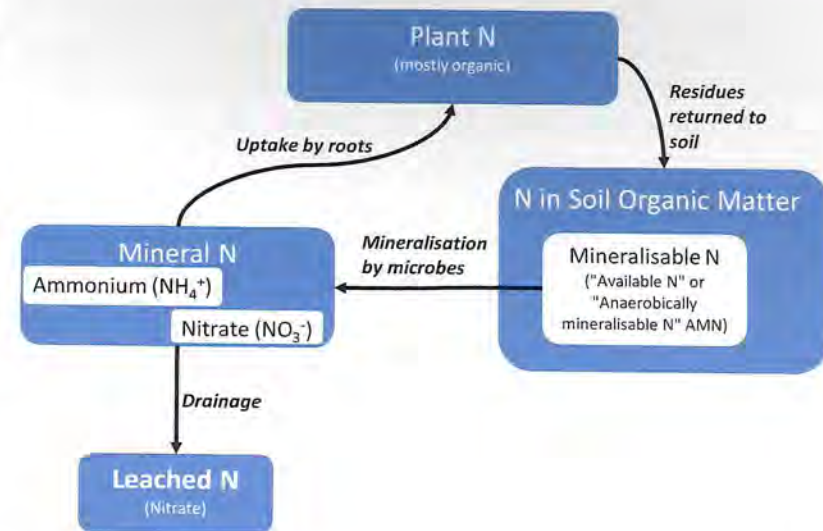 Plant N
(mostly organic)
Residues
returned to
soil
Uptake by roots
N in Soil Organic Matter
Mineralisable N
("Available N" or
"Anaerobically
mineralisable N" AMN)
Mineralisation
by microbes
Mineral N
Ammonium (NH₄⁺)
Nitrate (NO₃⁻)
Drainage
Leached N
(Nitrate)